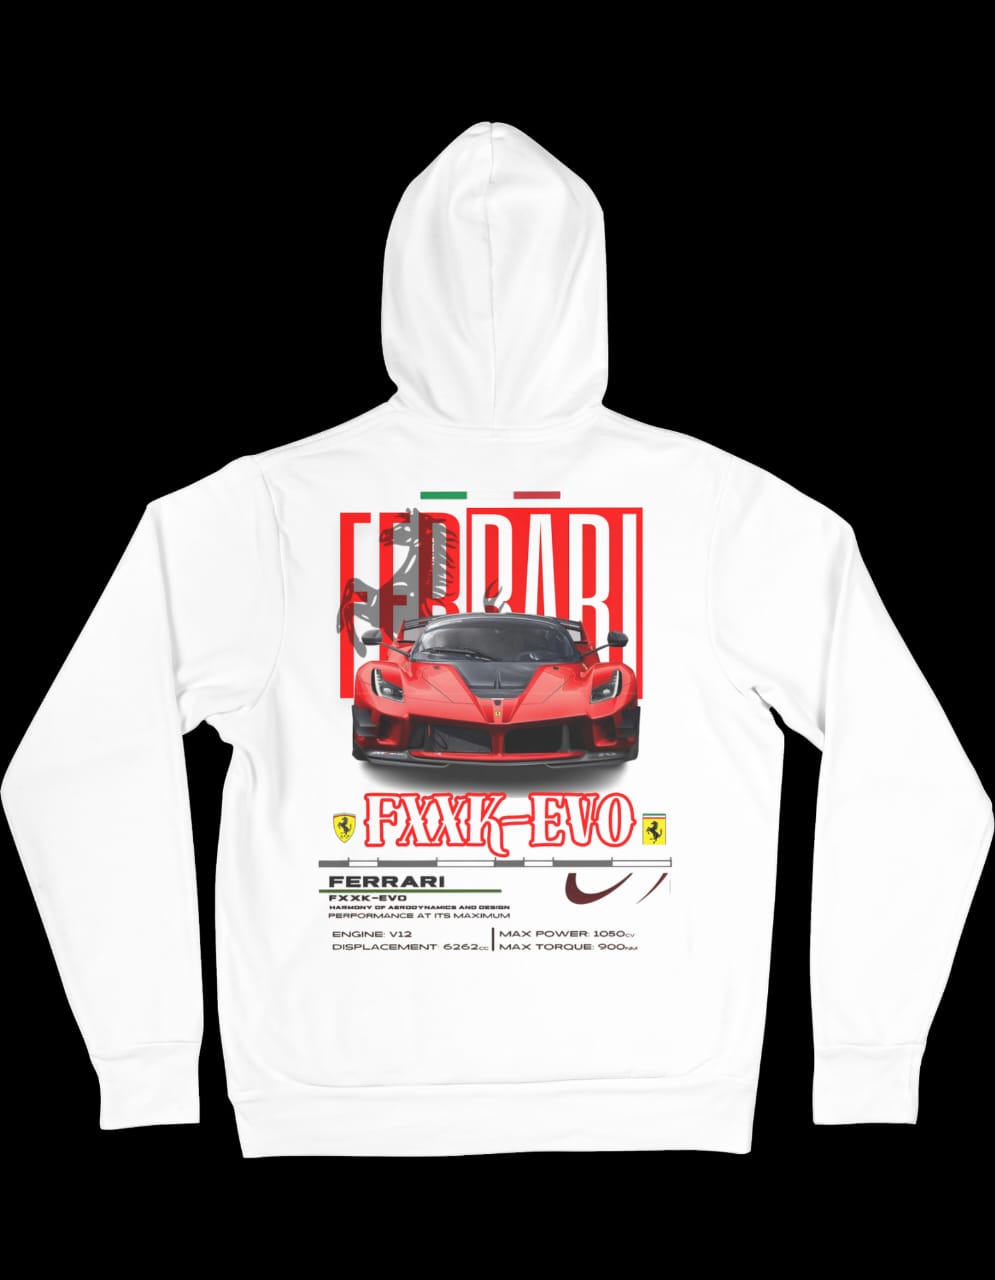 FERRARI
FXXK-EVO
FERRARI
FXXK-EVO
HARMONY OF AERODYNAMICS AND DESIGN
PERFORMANCE AT ITS MAXIMUM
ENGINE: V12
DISPLACEMENT: 6262cc
MAX POWER: 1050CV
MAX TORQUE: 900NM